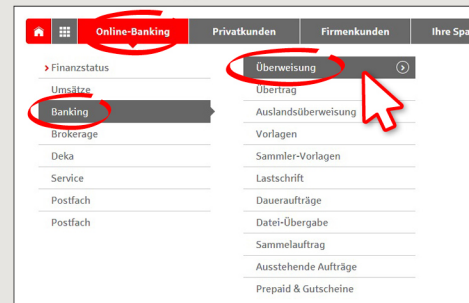 Online-Banking Privatkunden Firmenkunden Ihre Spa
Finanzstatus
Umsätze
Banking
Brokerage
Deka
Service
Postfach
Postfach
Überweisung
Übertrag
Auslandsüberweisung
Vorlagen
Sammler-Vorlagen
Lastschrift
Daueraufträge
Datei-Übergabe
Sammelauftrag
Ausstehende Aufträge
Prepaid & Gutscheine